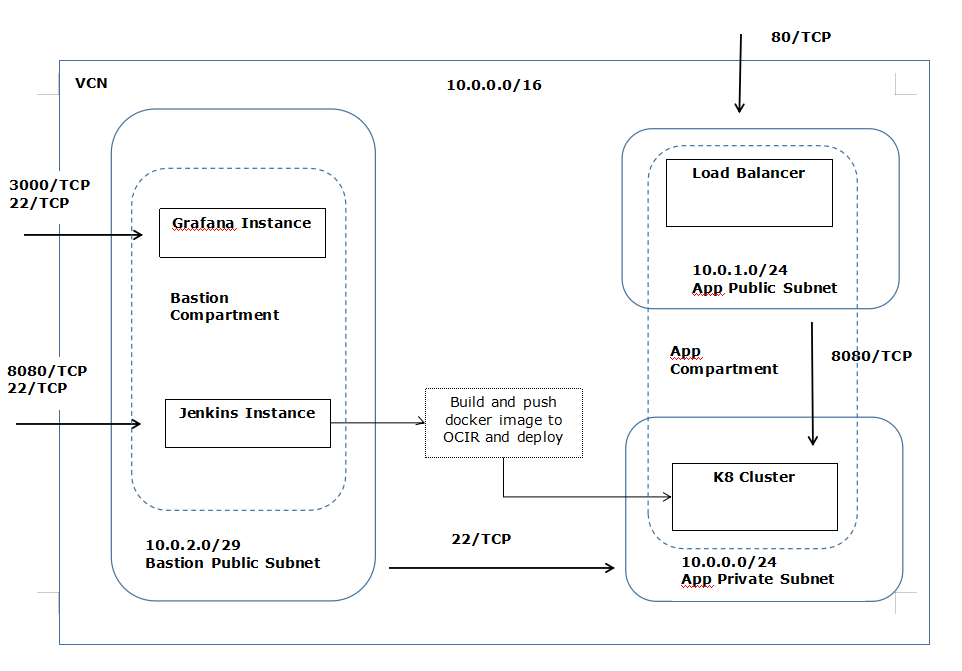 80/TCP
VCN
10.0.0.0/16
3000/TCP
22/TCP
Grafana Instance
Bastion
Compartment
8080/TCP
22/TCP
Jenkins Instance
10.0.2.0/29
Bastion Public Subnet
Build and push
docker image to
OCIR and deploy
22/TCP
Load Balancer
10.0.1.0/24
App Public Subnet
App
Compartment
8080/TCP
K8 Cluster
10.0.0.0/24
App Private Subnet